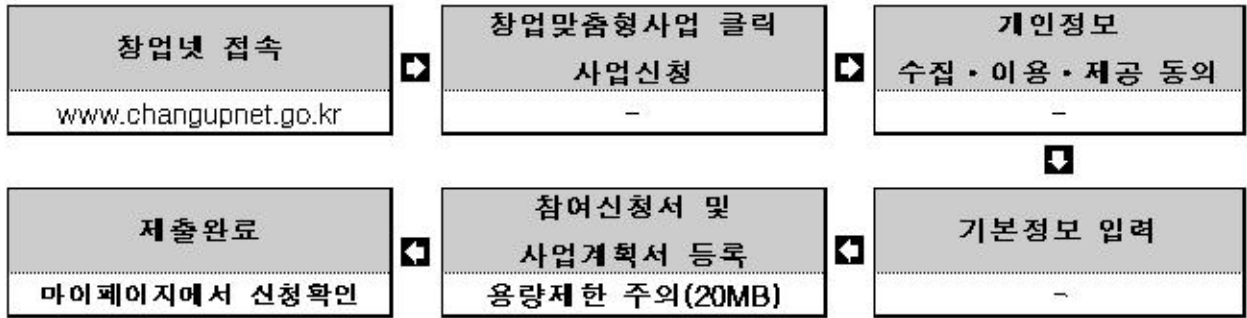 창업넷 접속
www.changupnet.go.kr
창업맞춤형사업 클릭
사업신청
-
개인정보
수집·이용·제공 동의
-
기본정보 입력
-
참여신청서 및
사업계획서 등록
용량제한 주의(20MB)
제출완료
마이페이지에서 신청확인